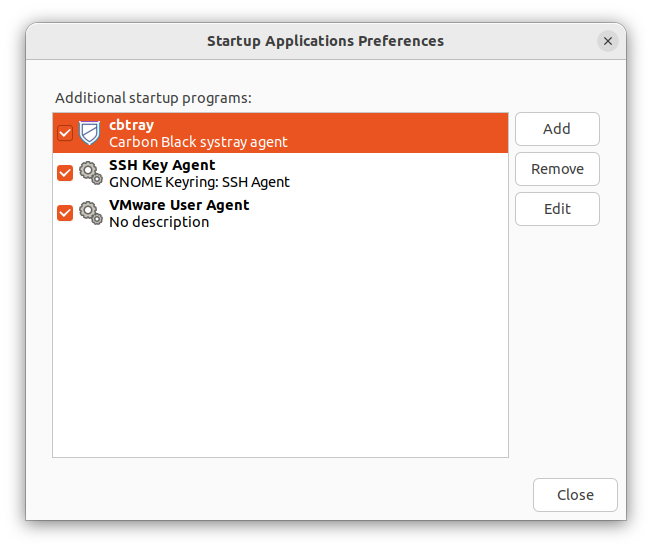 Startup Applications Preferences
Additional startup programs:
cbtray
Carbon Black systray agent
SSH Key Agent
GNOME Keyring: SSH Agent
VMware User Agent
No description
Add
Remove
Edit
Close